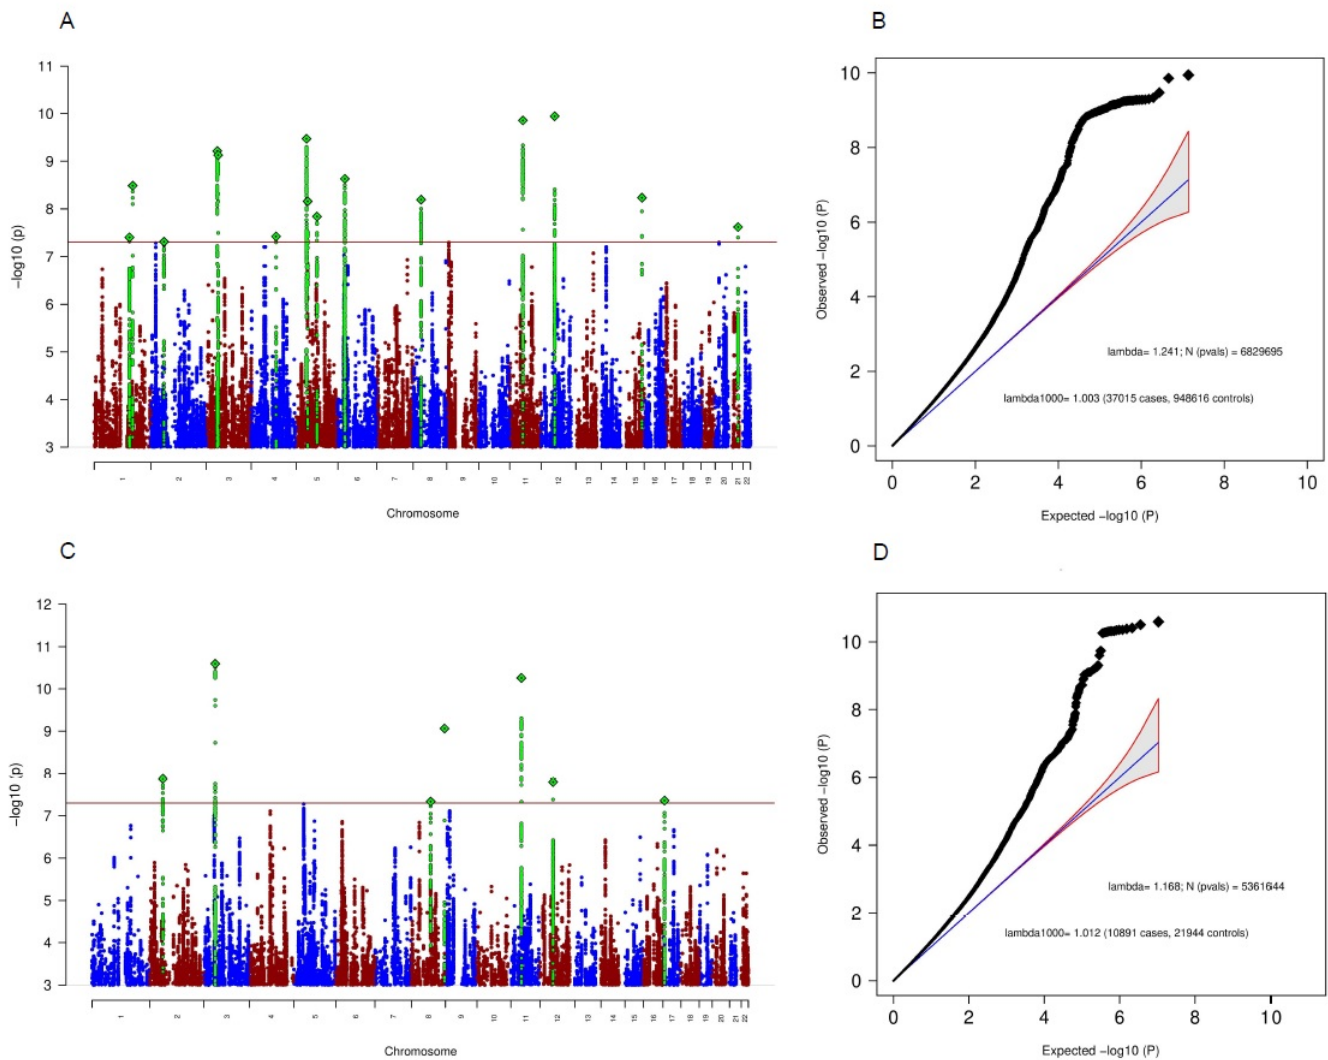 A
11
10
9
8
7
6
5
4
3
−log10 (p)
1 2 3 4 5 6 7 8 9 10 11 12 13 14 15 16 17 18 19 20 21 22
Chromosome
B
10
8
6
4
2
0
Observed −log10 (P)
lambda= 1.241; N (pvals) = 6829695
lambda1000= 1.003 (37015 cases, 948616 controls)
0 2 4 6 8 10
Expected −log10 (P)
C
12
11
10
9
8
7
6
5
4
3
−log10 (p)
1 2 3 4 5 6 7 8 9 10 11 12 13 14 15 16 17 18 19 20 21 22
Chromosome
D
10
8
6
4
2
0
Observed −log10 (P)
lambda= 1.168; N (pvals) = 5361644
lambda1000= 1.012 (10891 cases, 21944 controls)
0 2 4 6 8 10
Expected −log10 (P)